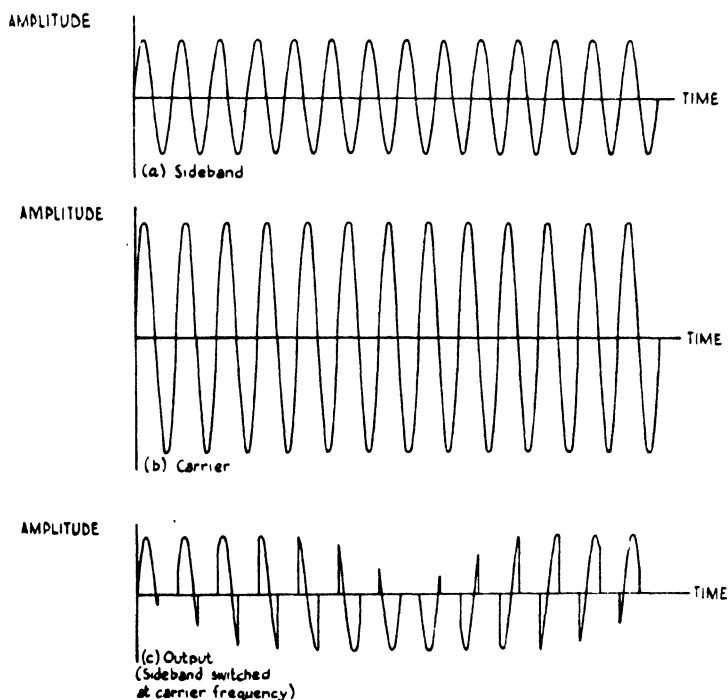 AMPLITUDE
TIME
(a) Sideband
AMPLITUDE
TIME
(b) Carrier
AMPLITUDE
TIME
(c) Output
(Sideband switched
at carrier frequency)